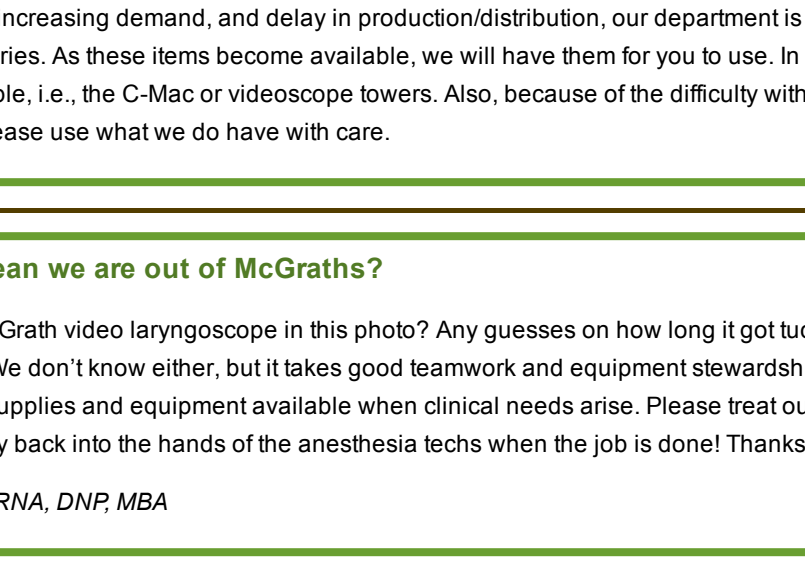 increasing demand, and delay in production/distribution, our department is
ries. As these items become available, we will have them for you to use. In
ble, i.e., the C-Mac or videoscope towers. Also, because of the difficulty with
ease use what we do have with care.
ean we are out of McGraths?
Grath video laryngoscope in this photo? Any guesses on how long it got tuc
We don’t know either, but it takes good teamwork and equipment stewardsh
upplies and equipment available when clinical needs arise. Please treat ou
y back into the hands of the anesthesia techs when the job is done! Thanks
RNA, DNP, MBA